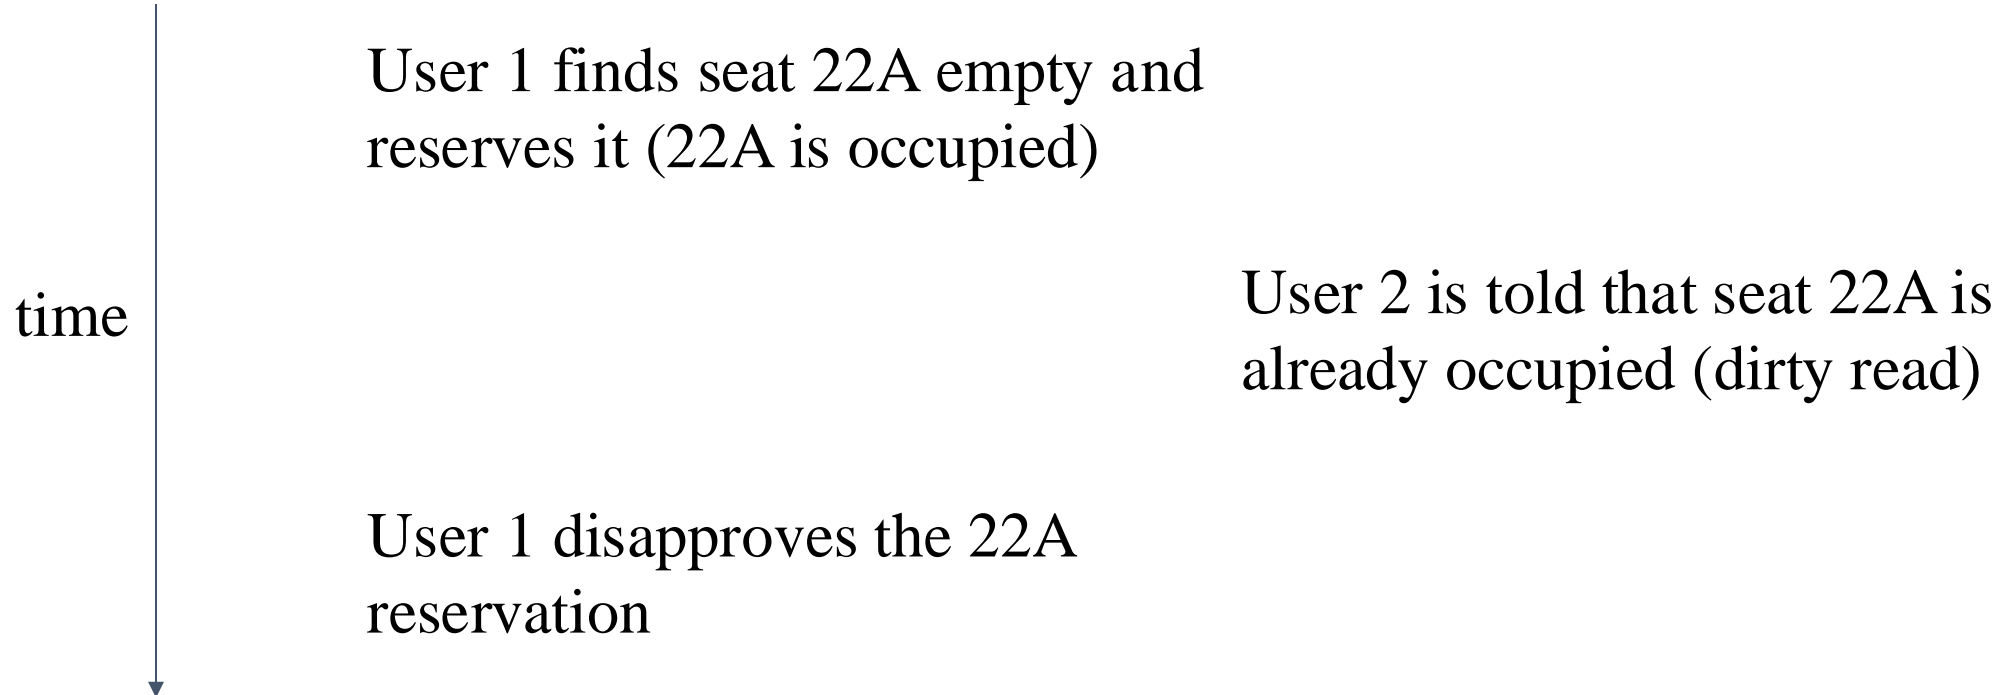 User 1 finds seat 22A empty and
reserves it (22A is occupied)
time
User 2 is told that seat 22A is
already occupied (dirty read)
User 1 disapproves the 22A
reservation